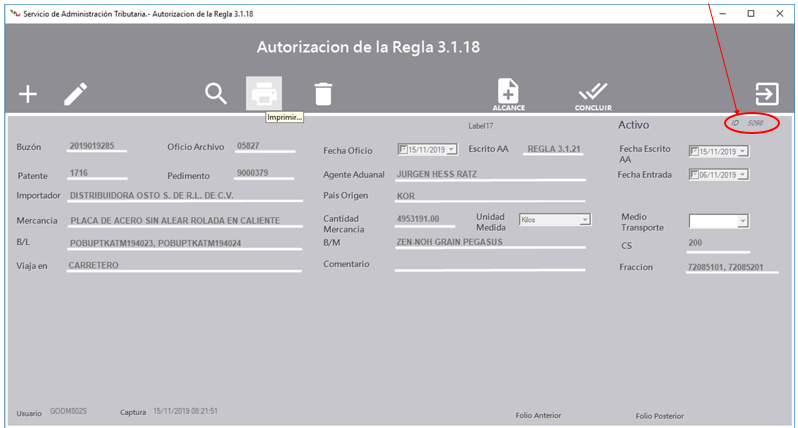 Servicio de Administración Tributaria.- Autorizacion de la Regla 3.1.18
Autorizacion de la Regla 3.1.18
ALCANCE CONCLUIR
Imprimir...
Label17 Activo ID 5098
Buzón 2019019285 Oficio Archivo 05827 Fecha Oficio 15/11/2019 Escrito AA REGLA 3.1.21 Fecha Escrito AA 15/11/2019
Patente 1716 Pedimento 9000379 Agente Aduanal JURGEN HESS RATZ Fecha Entrada 06/11/2019
Importador DISTRIBUIDORA OSTO S. DE R.L. DE C.V. Pais Origen KOR
Mercancia PLACA DE ACERO SIN ALEAR ROLADA EN CALIENTE Cantidad Mercancia 4953191.00 Unidad Medida Kilos Medio Transporte
B/L POBUPTKATM194023, POBUPTKATM194024 B/M ZEN-NOH GRAIN PEGASUS CS 200
Viaja en CARRETERO Comentario Fraccion 72085101, 72085201
Usuario GODM802S Captura 15/11/2019 08:21:51 Folio Anterior Folio Posterior